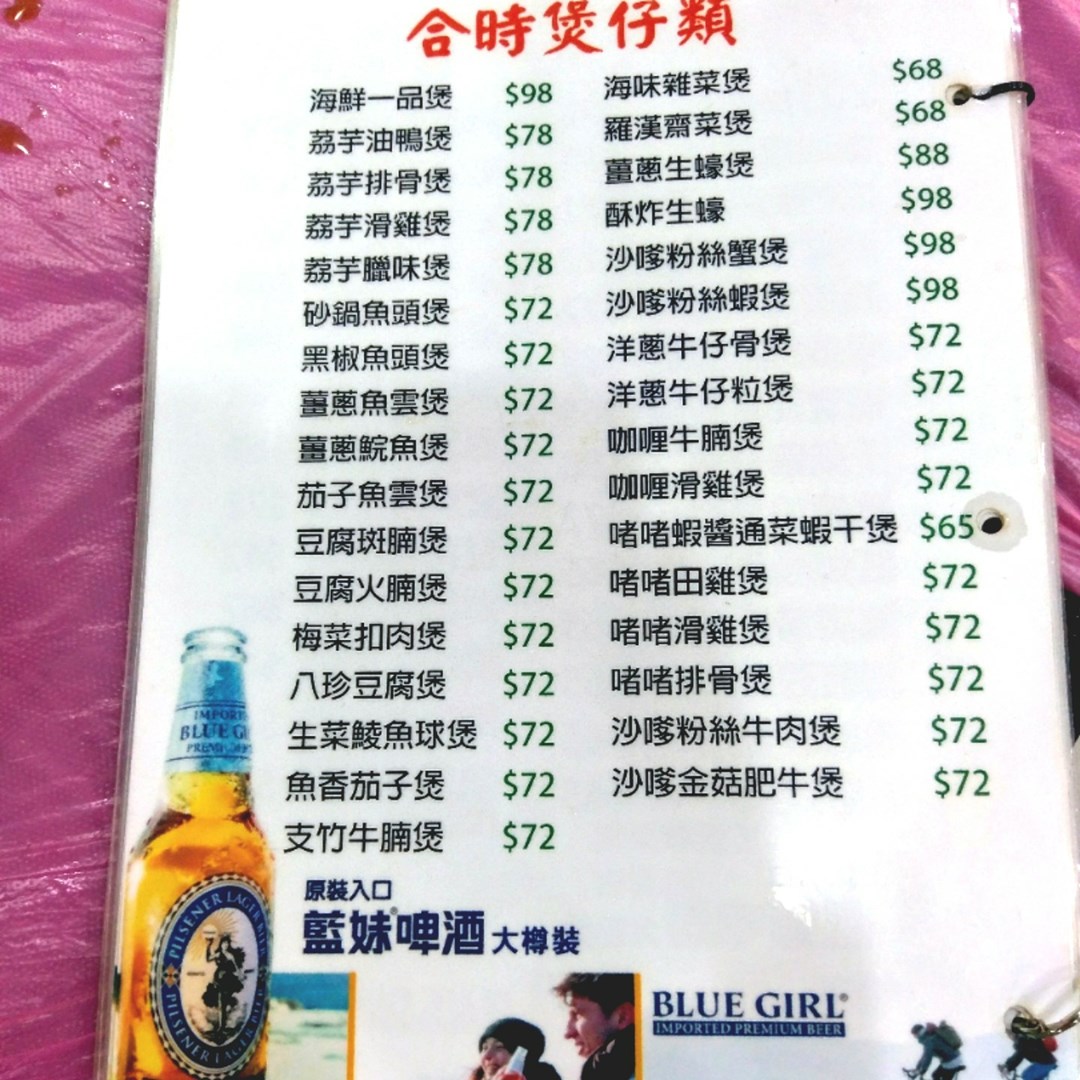 合時煲仔類
海鮮一品煲 $98
荔芋油鴨煲 $78
荔芋排骨煲 $78
荔芋滑雞煲 $78
荔芋臘味煲 $78
砂鍋魚頭煲 $72
黑椒魚頭煲 $72
薑蔥魚雲煲 $72
薑蔥鯇魚煲 $72
茄子魚雲煲 $72
豆腐斑腩煲 $72
豆腐火腩煲 $72
梅菜扣肉煲 $72
八珍豆腐煲 $72
生菜鯪魚球煲 $72
魚香茄子煲 $72
支竹牛腩煲 $72
海味雜菜煲 $68
羅漢齋菜煲 $68
薑蔥生蠔煲 $88
酥炸生蠔 $98
沙嗲粉絲蟹煲 $98
沙嗲粉絲蝦煲 $98
洋蔥牛仔骨煲 $72
洋蔥牛仔粒煲 $72
咖喱牛腩煲 $72
咖喱滑雞煲 $72
啫啫蝦醬通菜蝦干煲 $65
啫啫田雞煲 $72
啫啫滑雞煲 $72
啫啫排骨煲 $72
沙嗲粉絲牛肉煲 $72
沙嗲金菇肥牛煲 $72
原裝入口
藍妹®啤酒 大樽裝
BLUE GIRL®
IMPORTED PREMIUM BEER
PILSENER LAGER
PILSENER LAGER